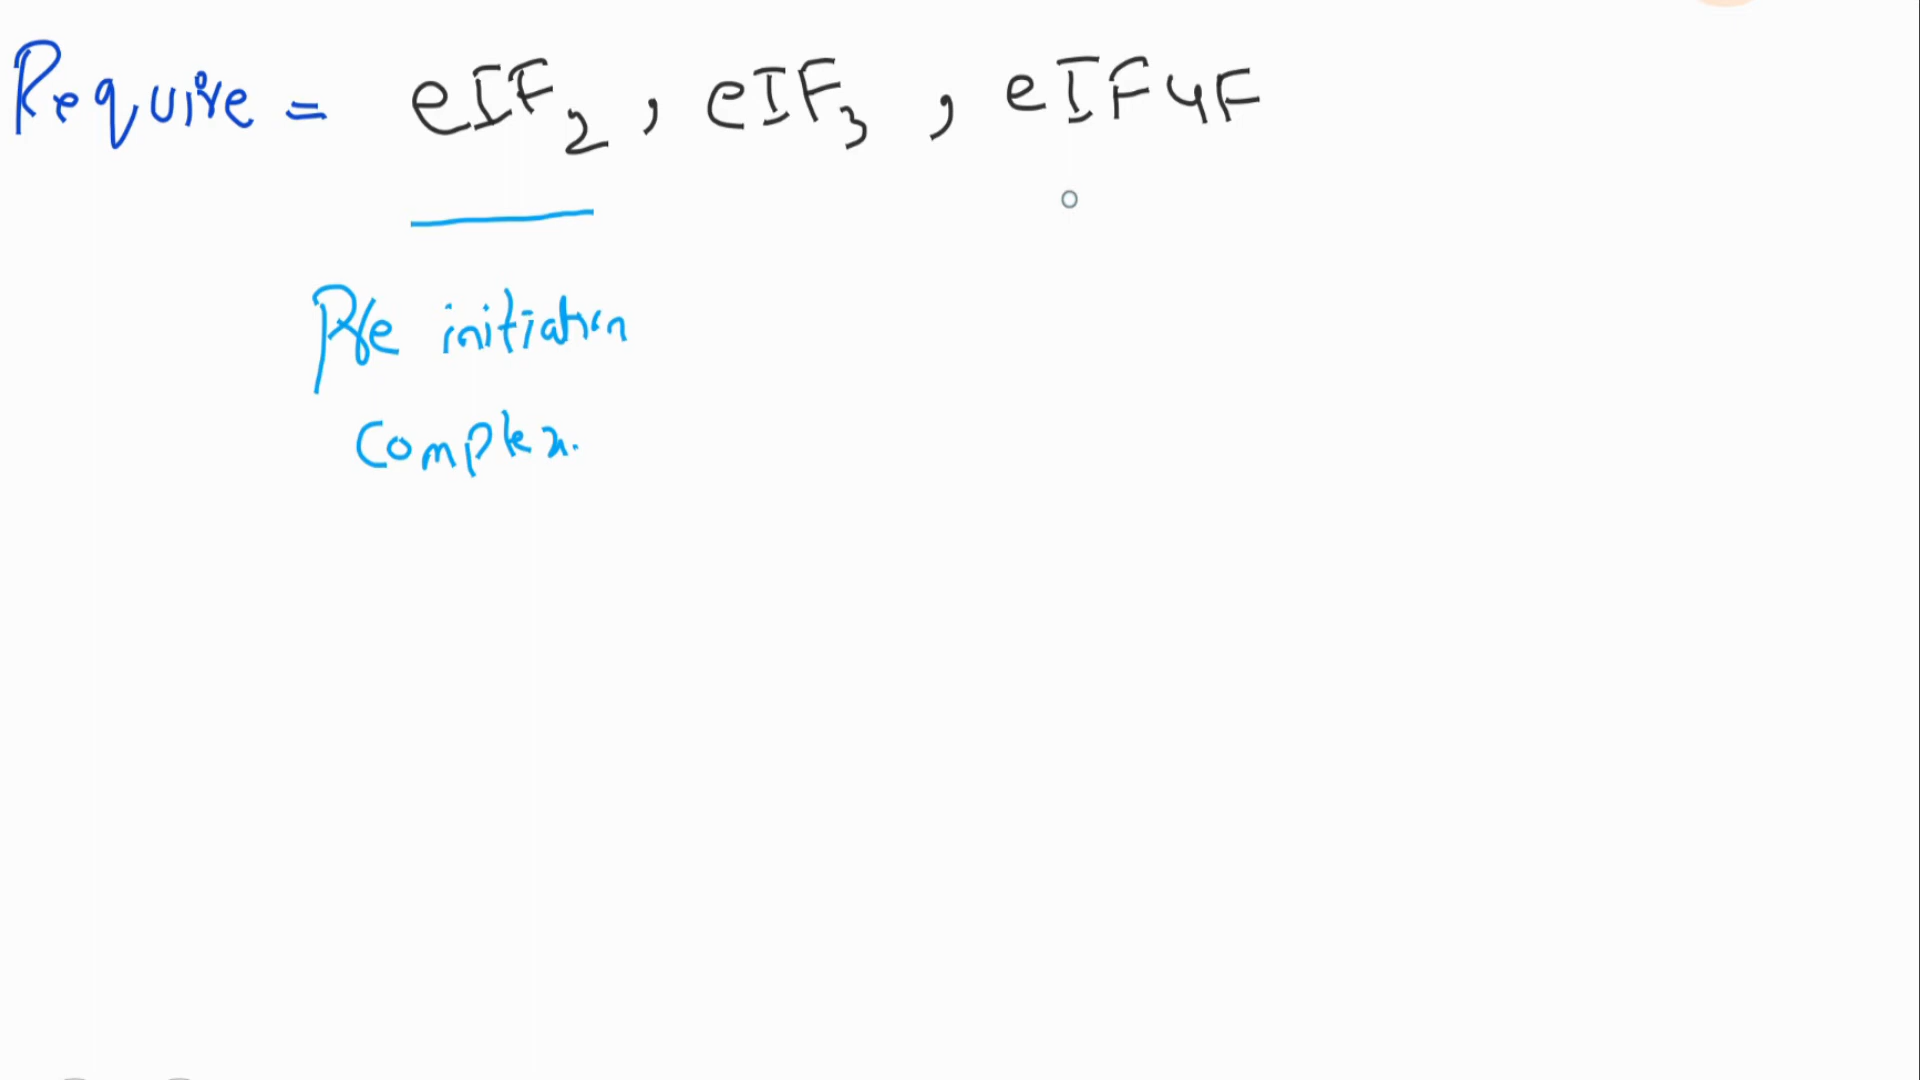 Require = eIF2, eIF3, eIF4F
Pre initiation
Complex.